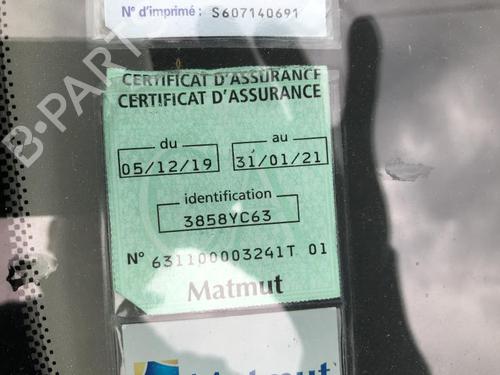 N° d'imprimé: S607140691
CERTIFICAT D'ASSURANCE
CERTIFICAT D'ASSURANCE
du au
05/12/19 31/01/21
identification
3858YC63
N° 631100003241T 01
Matmut
Matmut
B-PARTS